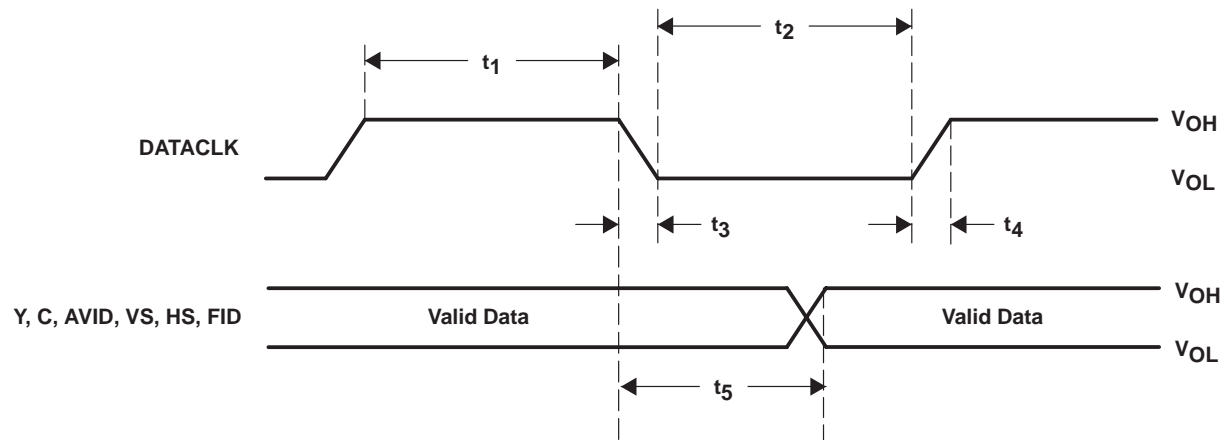 t2
t1
DATACLK
VOH
VOL
t3
t4
Y, C, AVID, VS, HS, FID
Valid Data
Valid Data
VOH
VOL
t5